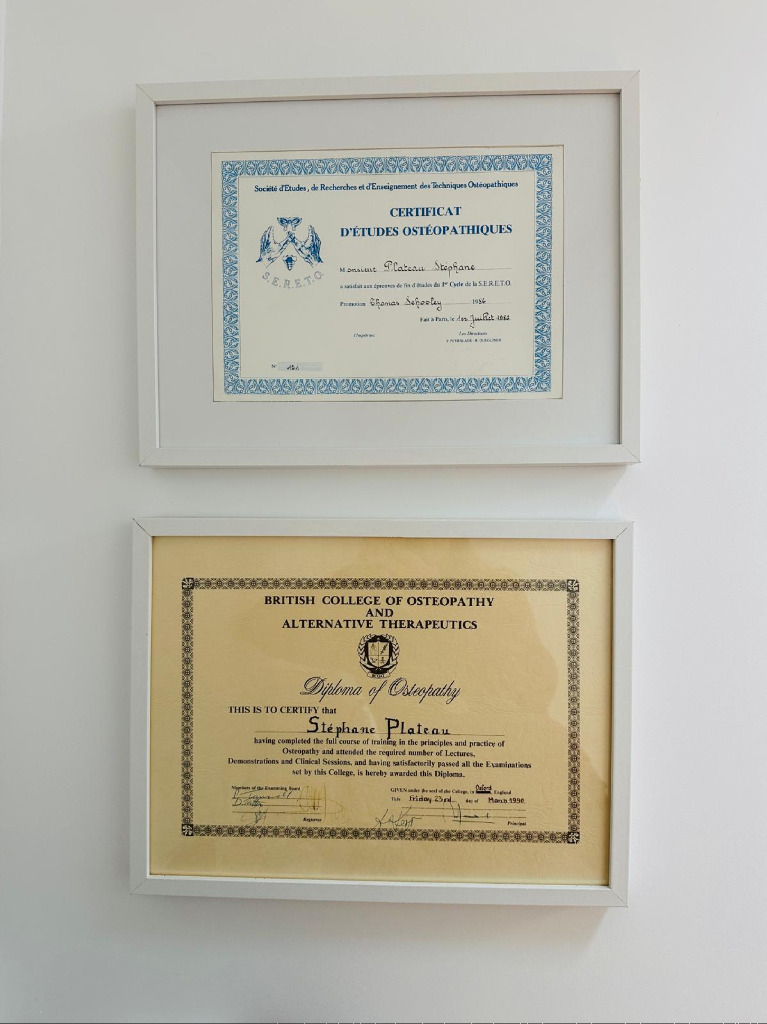 Société d'Etudes, de Recherches et d'Enseignement des Techniques Ostéopathiques
CERTIFICAT
D'ÉTUDES OSTÉOPATHIQUES
S.E.R.E.T.O.
Monsieur Plateau Stéphane
a satisfait aux épreuves de fin d'études du 1er Cycle de la S.E.R.E.T.O.
Promotion Thomas Schooley 1986
Fait à Paris, le 1er Juillet
L'Impétrant Les Directeurs
N°
BRITISH COLLEGE OF OSTEOPATHY
AND
ALTERNATIVE THERAPEUTICS
Diploma of Osteopathy
THIS IS TO CERTIFY that
Stéphane Plateau
having completed the full course of training in the principles and practice of
Osteopathy and attended the required number of Lectures,
Demonstrations and Clinical Sessions, and having satisfactorily passed all the Examinations
set by this College, is hereby awarded this Diploma.
Members of the Examining Board
GIVEN under the seal of the College, in Oxford, England
This Friday 23rd day of March 1990
Registrar Principal